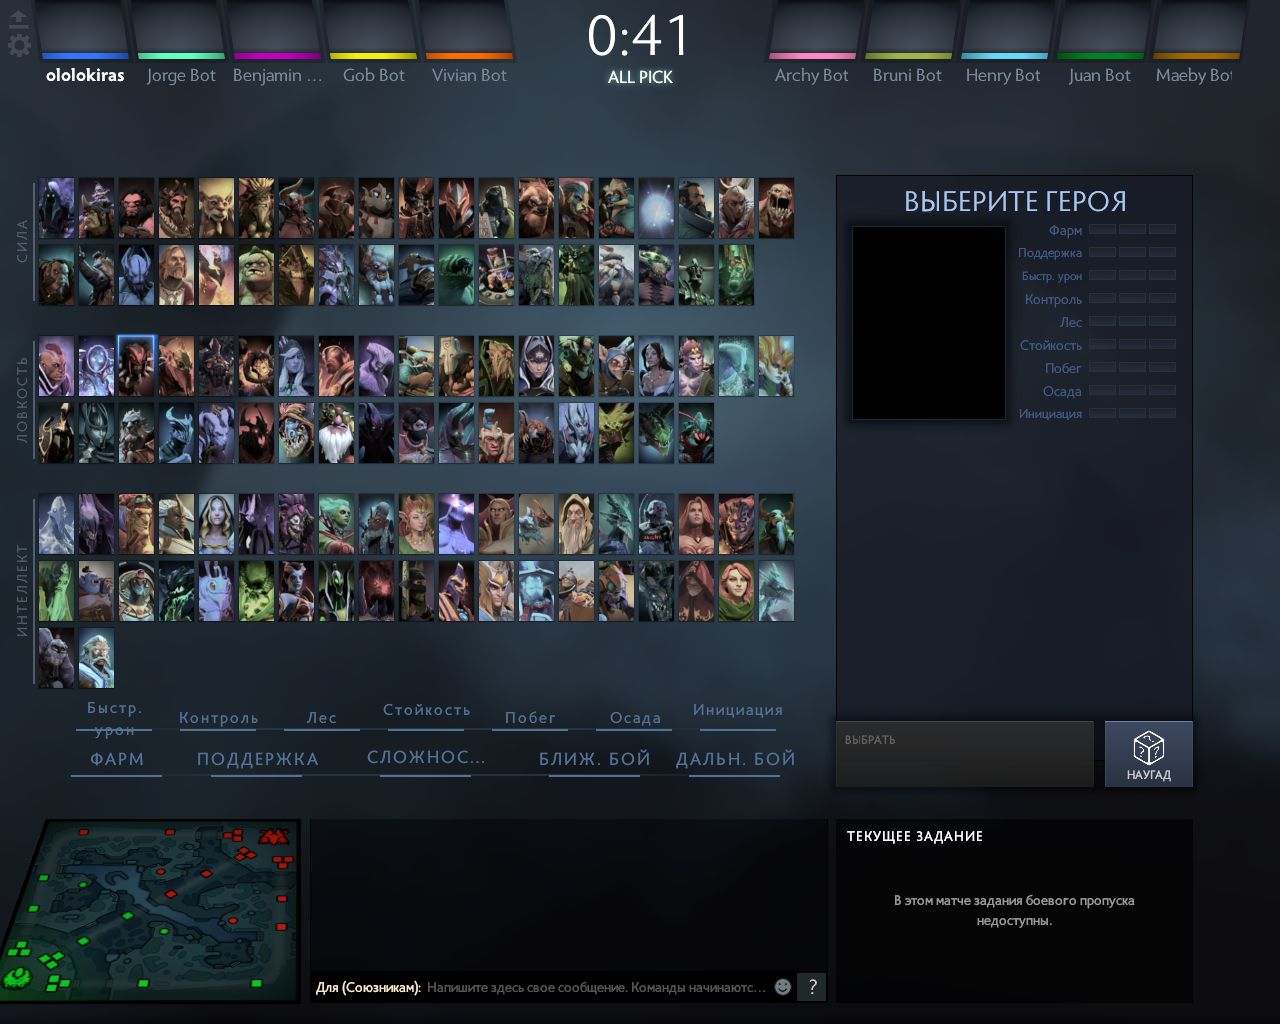 0:41
ALL PICK
ololokiras
Jorge Bot
Benjamin ...
Gob Bot
Vivian Bot
Archy Bot
Bruni Bot
Henry Bot
Juan Bot
Maeby Bot
СИЛА
ЛОВКОСТЬ
ИНТЕЛЛЕКТ
ВЫБЕРИТЕ ГЕРОЯ
Фарм
Поддержка
Быстр. урон
Контроль
Лес
Стойкость
Побег
Осада
Инициация
Быстр. урон
Контроль
Лес
Стойкость
Побег
Осада
Инициация
ФАРМ
ПОДДЕРЖКА
СЛОЖНОС...
БЛИЖ. БОЙ
ДАЛЬН. БОЙ
ВЫБРАТЬ
НАУГАД
ТЕКУЩЕЕ ЗАДАНИЕ
В этом матче задания боевого пропуска
недоступны.
Для (Союзникам): Напишите здесь свое сообщение. Команды начинаютс...
?